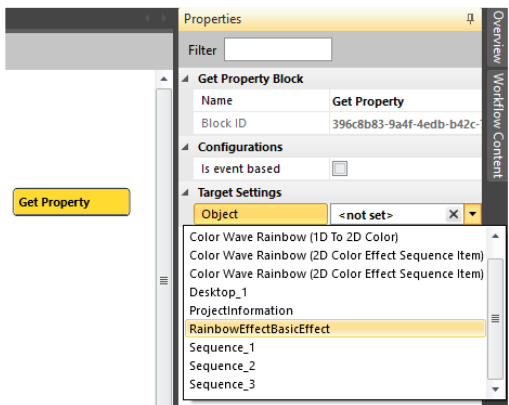 Properties
Filter
Get Property Block
Name Get Property
Block ID 396c8b83-9a4f-4edb-b42c-
Configurations
Is event based
Target Settings
Object <not set>
Color Wave Rainbow (1D To 2D Color)
Color Wave Rainbow (2D Color Effect Sequence Item)
Color Wave Rainbow (2D Color Effect Sequence Item)
Desktop_1
ProjectInformation
RainbowEffectBasicEffect
Sequence_1
Sequence_2
Sequence_3
Get Property
Overview
Workflow Content